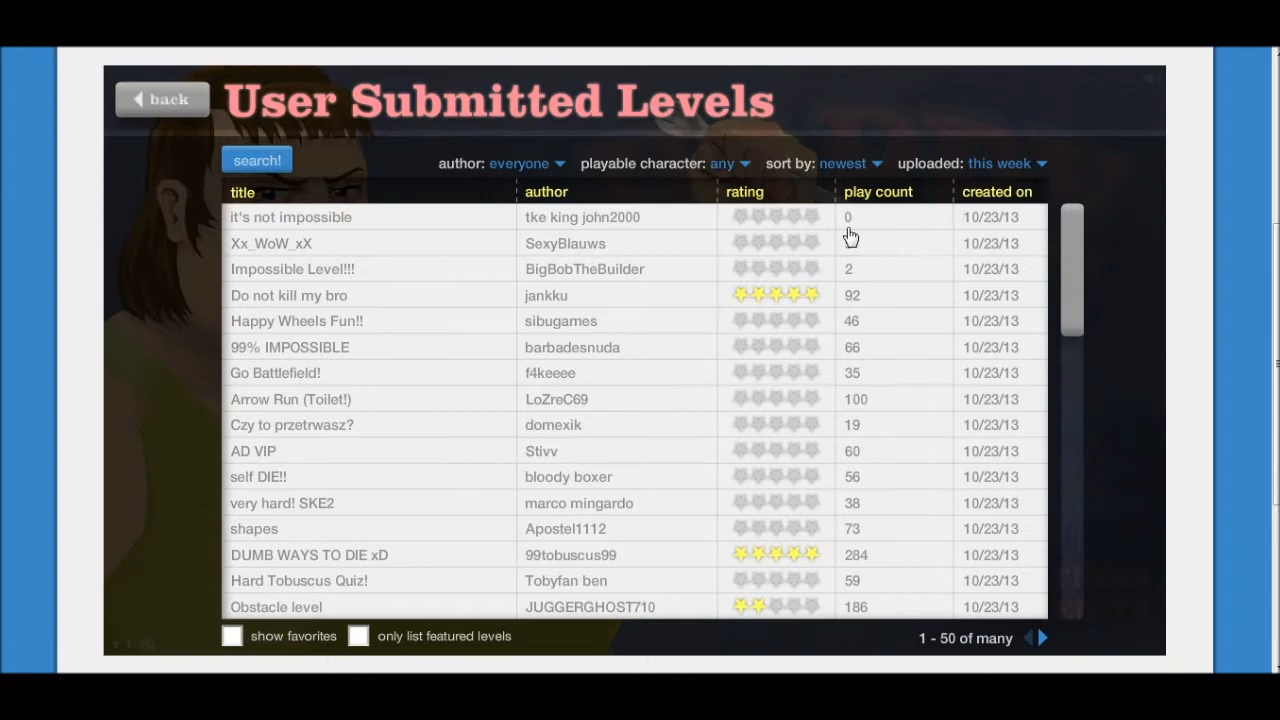 back
User Submitted Levels
search! author: everyone playable character: any sort by: newest uploaded: this week
title author rating play count created on
it's not impossible tke king john2000 0 10/23/13
Xx_WoW_xX SexyBlauws 10/23/13
Impossible Level!!! BigBobTheBuilder 2 10/23/13
Do not kill my bro jankku 92 10/23/13
Happy Wheels Fun!! sibugames 46 10/23/13
99% IMPOSSIBLE barbadesnuda 66 10/23/13
Go Battlefield! f4keeee 35 10/23/13
Arrow Run (Toilet!) LoZreC69 100 10/23/13
Czy to przetrwasz? domexik 19 10/23/13
AD VIP Stivv 60 10/23/13
self DIE!! bloody boxer 56 10/23/13
very hard! SKE2 marco mingardo 38 10/23/13
shapes Apostel1112 73 10/23/13
DUMB WAYS TO DIE xD 99tobuscus99 284 10/23/13
Hard Tobuscus Quiz! Tobyfan ben 59 10/23/13
Obstacle level JUGGERGHOST710 186 10/23/13
show favorites only list featured levels 1 - 50 of many